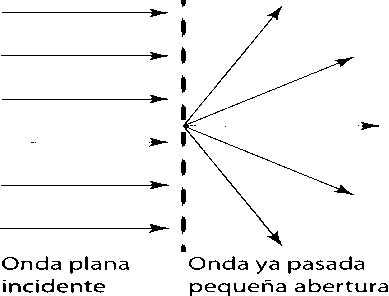 Onda plana
incidente
Onda ya pasada
pequeña abertura